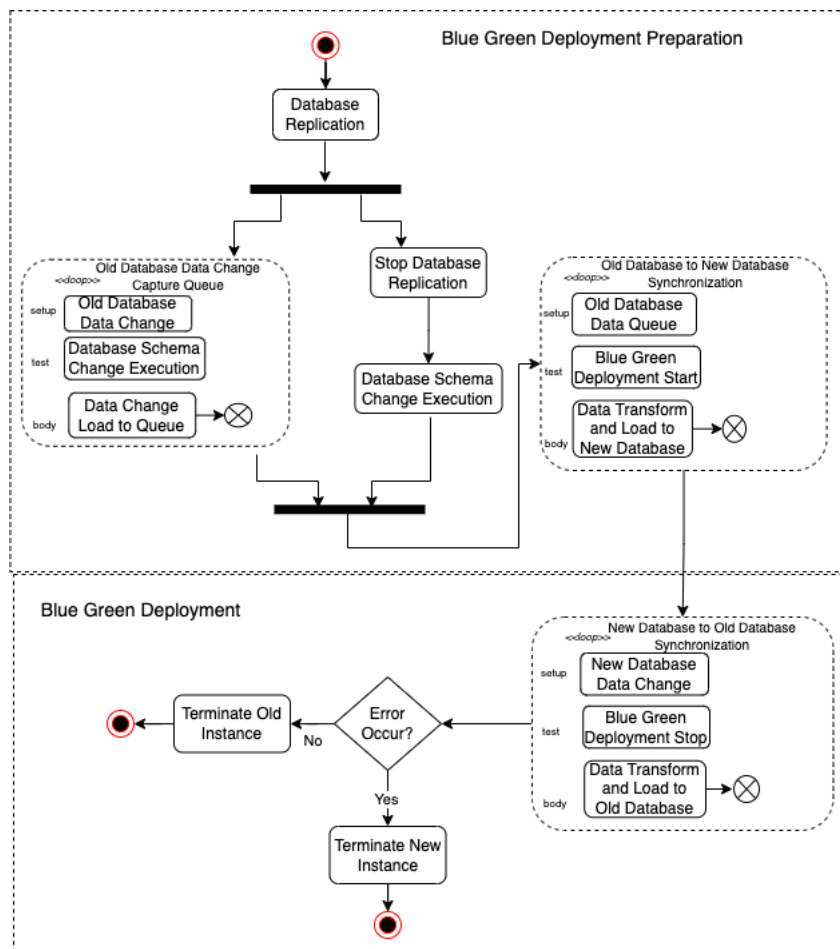 Blue Green Deployment Preparation
Database
Replication
Old Database Data Change
<<loop>>
Capture Queue
setup
Old Database
Data Change
test
Database Schema
Change Execution
body
Data Change
Load to Queue
Stop Database
Replication
Database Schema
Change Execution
Old Database to New Database
<<loop>>
Synchronization
setup
Old Database
Data Queue
test
Blue Green
Deployment Start
body
Data Transform
and Load to
New Database
Blue Green Deployment
New Database to Old Database
<<loop>>
Synchronization
setup
New Database
Data Change
test
Blue Green
Deployment Stop
body
Data Transform
and Load to
Old Database
Error
Occur?
No
Terminate Old
Instance
Yes
Terminate New
Instance